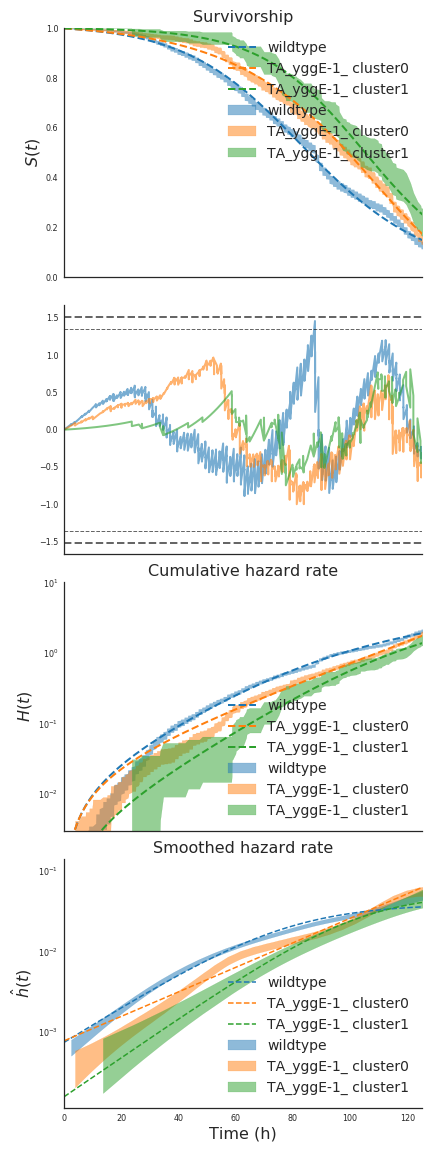 Survivorship
1.0
0.8
0.6
0.4
0.2
0.0
S(t)
wildtype
TA_yggE-1_ cluster0
TA_yggE-1_ cluster1
wildtype
TA_yggE-1_ cluster0
TA_yggE-1_ cluster1
1.5
1.0
0.5
0.0
−0.5
−1.0
−1.5
Cumulative hazard rate
10¹
10⁰
10⁻¹
10⁻²
H(t)
wildtype
TA_yggE-1_ cluster0
TA_yggE-1_ cluster1
wildtype
TA_yggE-1_ cluster0
TA_yggE-1_ cluster1
Smoothed hazard rate
10⁻¹
10⁻²
10⁻³
ĥ(t)
wildtype
TA_yggE-1_ cluster0
TA_yggE-1_ cluster1
wildtype
TA_yggE-1_ cluster0
TA_yggE-1_ cluster1
0 20 40 60 80 100 120
Time (h)